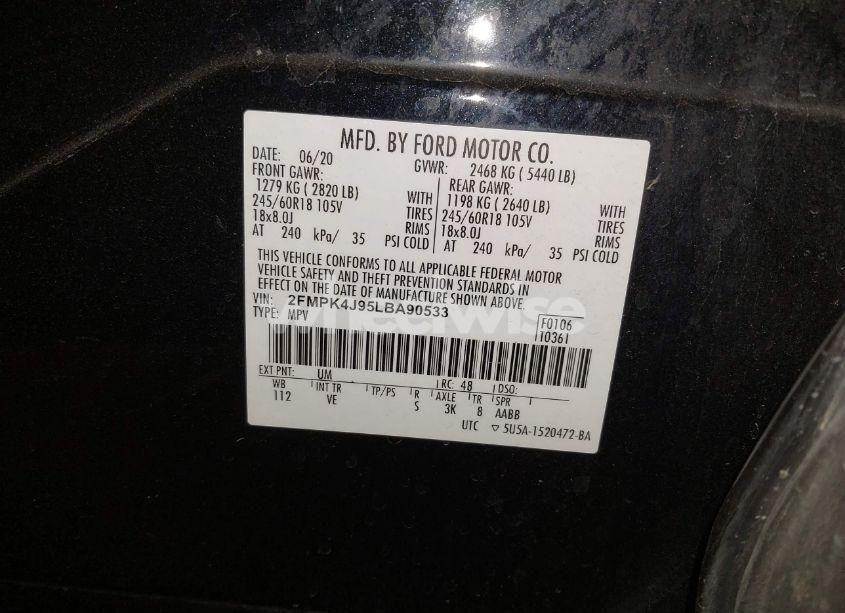 MFD. BY FORD MOTOR CO.
DATE: 06/20 GVWR: 2468 KG ( 5440 LB)
FRONT GAWR: REAR GAWR:
1279 KG ( 2820 LB) WITH 1198 KG ( 2640 LB) WITH
245/60R18 105V TIRES 245/60R18 105V TIRES
18x8.0J RIMS 18x8.0J RIMS
AT 240 kPa/ 35 PSI COLD AT 240 kPa/ 35 PSI COLD
THIS VEHICLE CONFORMS TO ALL APPLICABLE FEDERAL MOTOR
VEHICLE SAFETY AND THEFT PREVENTION STANDARDS IN
EFFECT ON THE DATE OF MANUFACTURE SHOWN ABOVE.
VIN: 2FMPK4J95LBA90533
TYPE: MPV F0106
T0361
wheelwise
EXT PNT: UM RC: 48 DSO:
WB INT TR TP/PS R AXLE TR SPR
112 VE S 3K 8 AABB
UTC ▽ 5U5A-1520472-BA